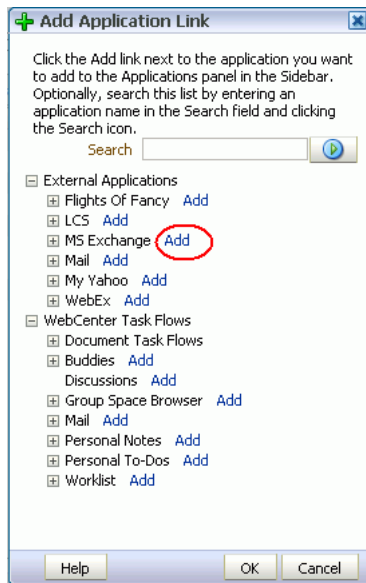 Add Application Link
Click the Add link next to the application you want
to add to the Applications panel in the Sidebar.
Optionally, search this list by entering an
application name in the Search field and clicking
the Search icon.
Search
External Applications
Flights Of Fancy Add
LCS Add
MS Exchange Add
Mail Add
My Yahoo Add
WebEx Add
WebCenter Task Flows
Document Task Flows
Buddies Add
Discussions Add
Group Space Browser Add
Mail Add
Personal Notes Add
Personal To-Dos Add
Worklist Add
Help OK Cancel